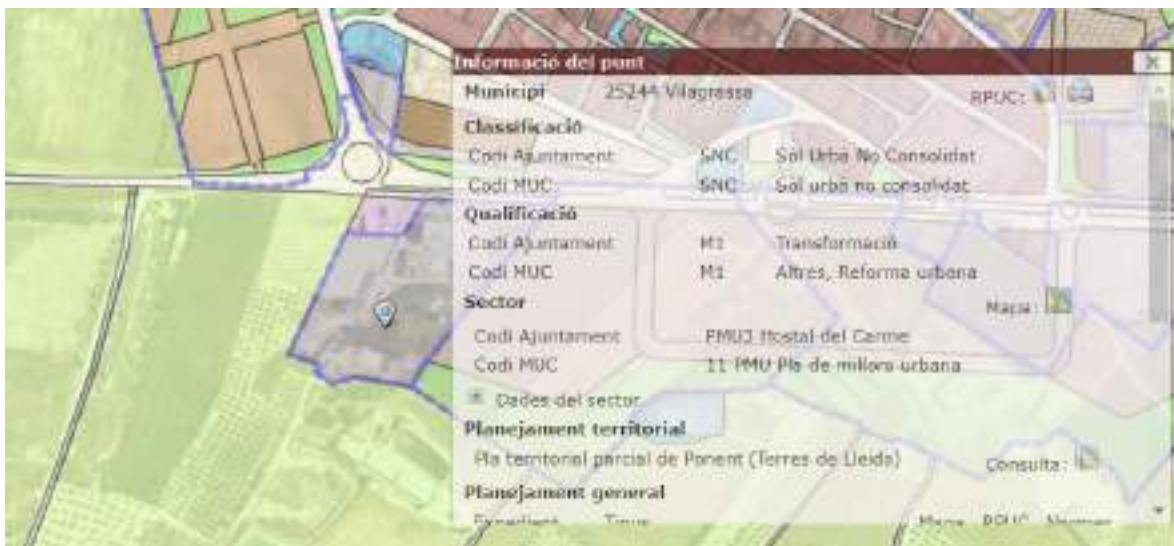 Informació del punt
Municipi 25244 Vilagrassa RPUC:
Classificació
Codi Ajuntament SNC Sòl Urbà No Consolidat
Codi MUC SNC Sòl urbà no consolidat
Qualificació
Codi Ajuntament M1 Transformació
Codi MUC M1 Altres, Reforma urbana
Sector Mapa:
Codi Ajuntament PMU3 Hostal del Carme
Codi MUC 11 PMU Pla de millora urbana
Dades del sector
Planejament territorial
Pla territorial parcial de Ponent (Terres de Lleida) Consulta:
Planejament general
Expedient Tipus Mapa RPUC Normes